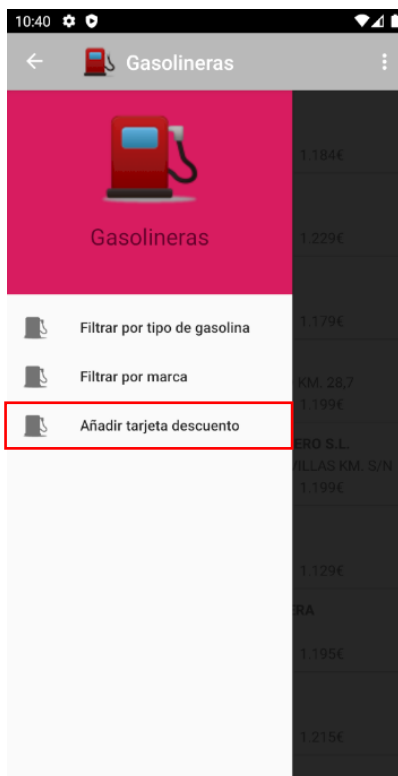 10:40
Gasolineras
Gasolineras
Filtrar por tipo de gasolina
Filtrar por marca
Añadir tarjeta descuento
1.184€
1.229€
1.179€
KM. 28,7
1.199€
ERO S.L.
/ILLAS KM. S/N
1.199€
1.129€
RA
1.195€
1.215€